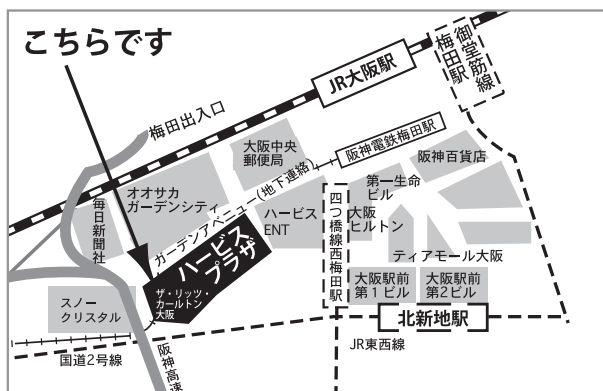 こちらです
JR大阪駅
御堂筋線
梅田駅
梅田出入口
大阪中央
郵便局
阪神電鉄梅田駅
阪神百貨店
オオサカ
ガーデンシティ
ガーデンアベニュー(地下連絡)
第一生命
ビル
毎日新聞社
ハービス
ENT
四つ橋線西梅田駅
大阪
ヒルトン
ハービス
プラザ
ティアモール大阪
ザ・リッツ・
カールトン
大阪
大阪駅前
第1ビル
大阪駅前
第2ビル
スノー
クリスタル
北新地駅
国道2号線
阪神高速
JR東西線